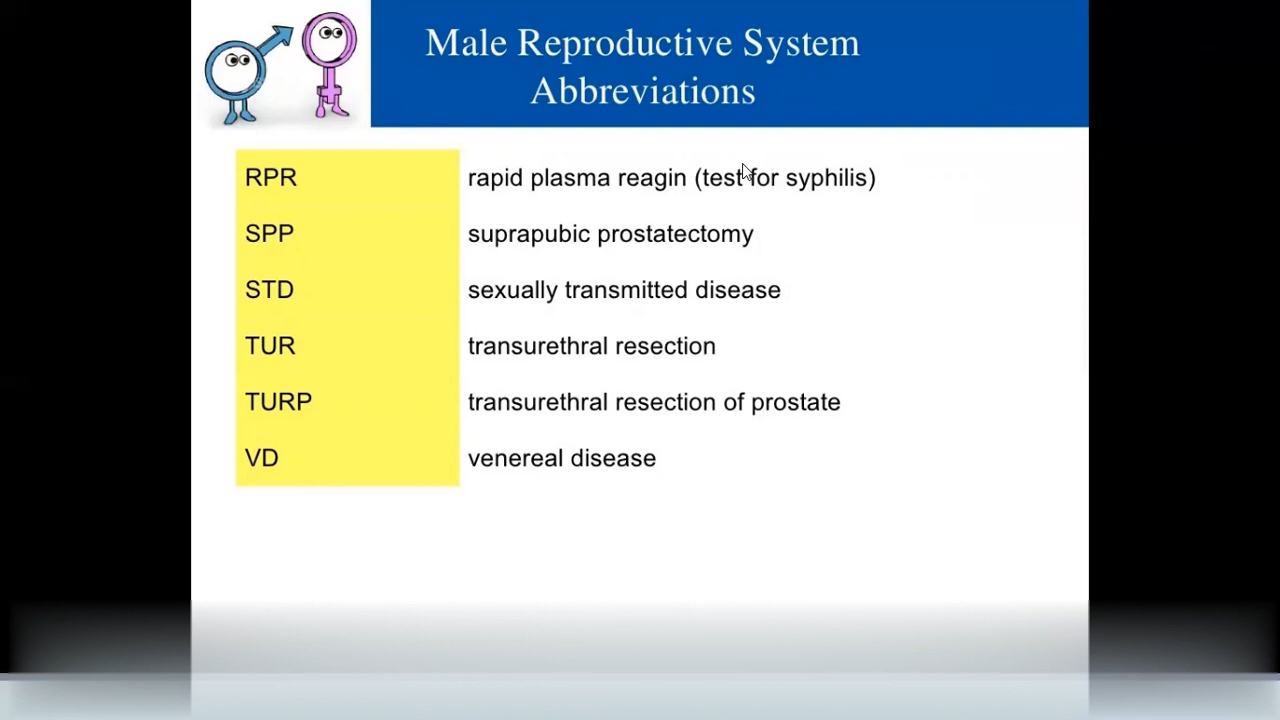 Male Reproductive System
Abbreviations
RPR rapid plasma reagin (test for syphilis)
SPP suprapubic prostatectomy
STD sexually transmitted disease
TUR transurethral resection
TURP transurethral resection of prostate
VD venereal disease